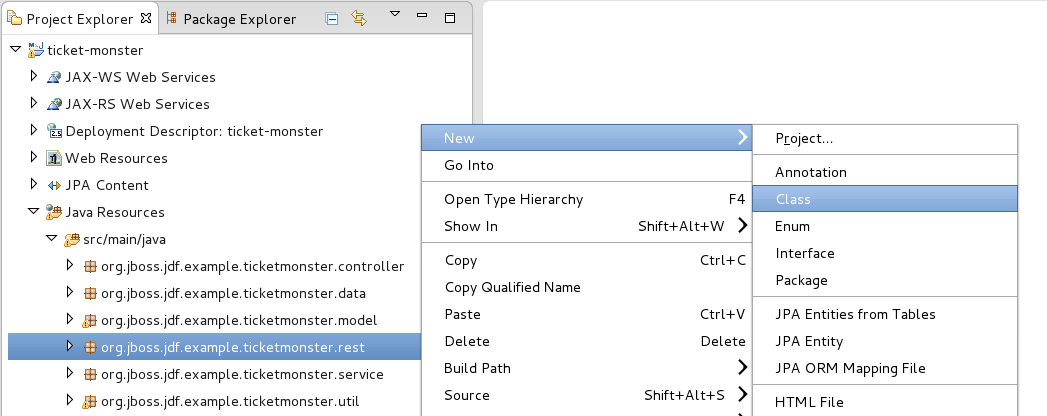 Project Explorer
Package Explorer
ticket-monster
JAX-WS Web Services
JAX-RS Web Services
Deployment Descriptor: ticket-monster
2.5
Web Resources
JPA Content
Java Resources
src/main/java
org.jboss.jdf.example.ticketmonster.controller
org.jboss.jdf.example.ticketmonster.data
org.jboss.jdf.example.ticketmonster.model
org.jboss.jdf.example.ticketmonster.rest
org.jboss.jdf.example.ticketmonster.service
org.jboss.jdf.example.ticketmonster.util
New
Go Into
Open Type Hierarchy F4
Show In Shift+Alt+W
Copy Ctrl+C
Copy Qualified Name
Paste Ctrl+V
Delete Delete
Build Path
Source Shift+Alt+S
Project...
Annotation
Class
Enum
Interface
Package
JPA Entities from Tables
JPA Entity
JPA ORM Mapping File
HTML File